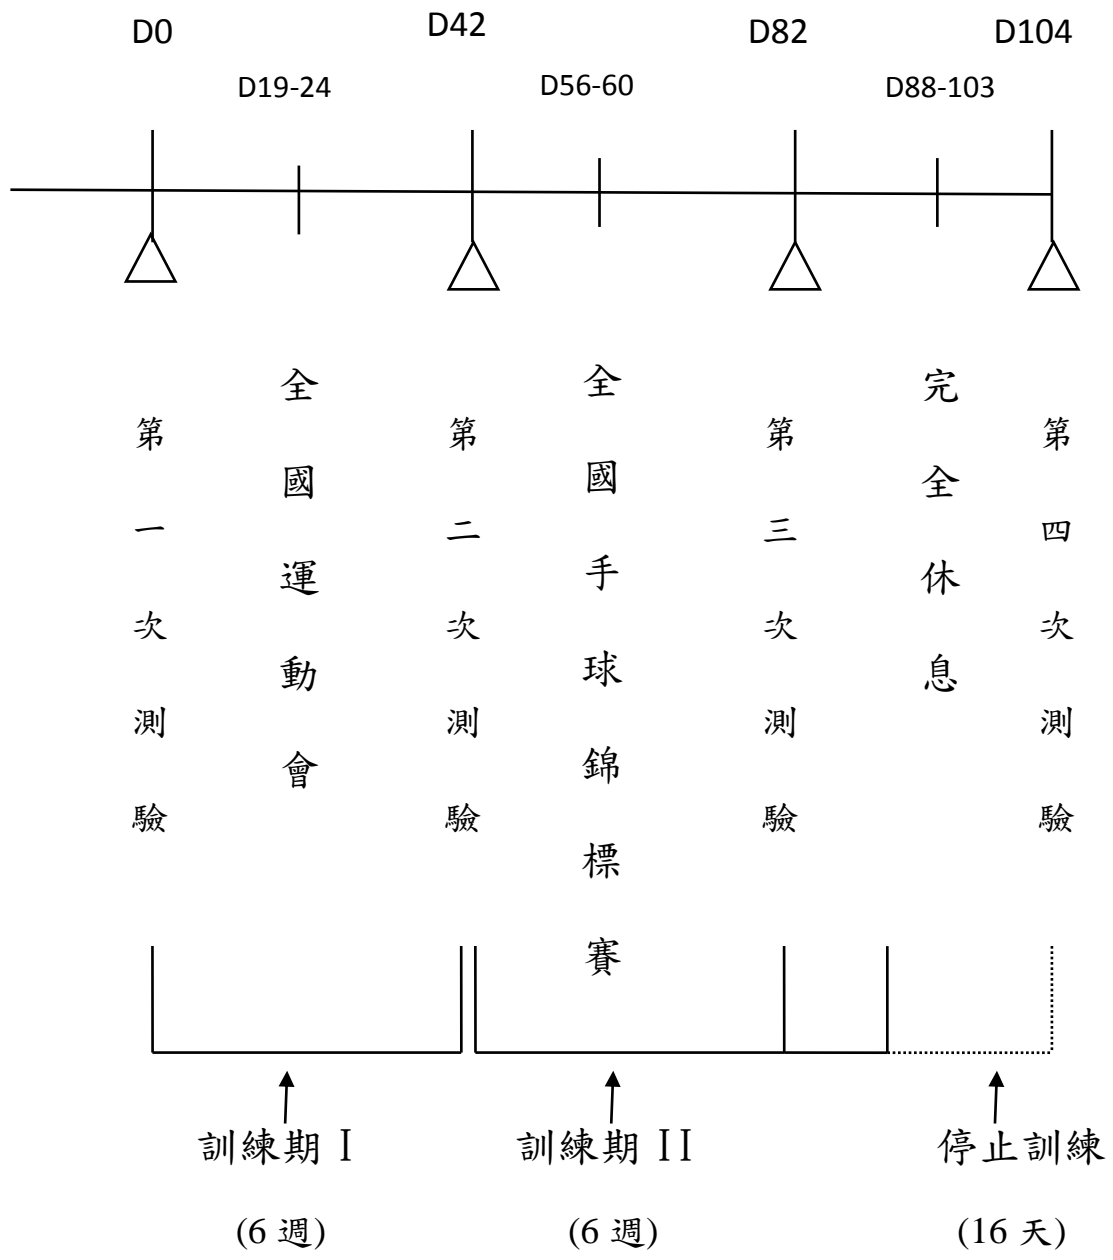 D0
D42
D82
D104
D19-24
D56-60
D88-103
第一次測驗
全國運動會
第二次測驗
全國手球錦標賽
第三次測驗
完全休息
第四次測驗
訓練期 I
訓練期 II
停止訓練
(6 週)
(6 週)
(16 天)